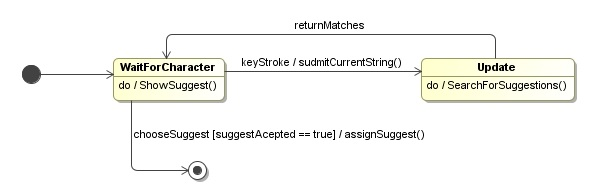 returnMatches
WaitForCharacter
do / ShowSuggest()
keyStroke / sudmitCurrentString()
Update
do / SearchForSuggestions()
chooseSuggest [suggestAcepted == true] / assignSuggest()